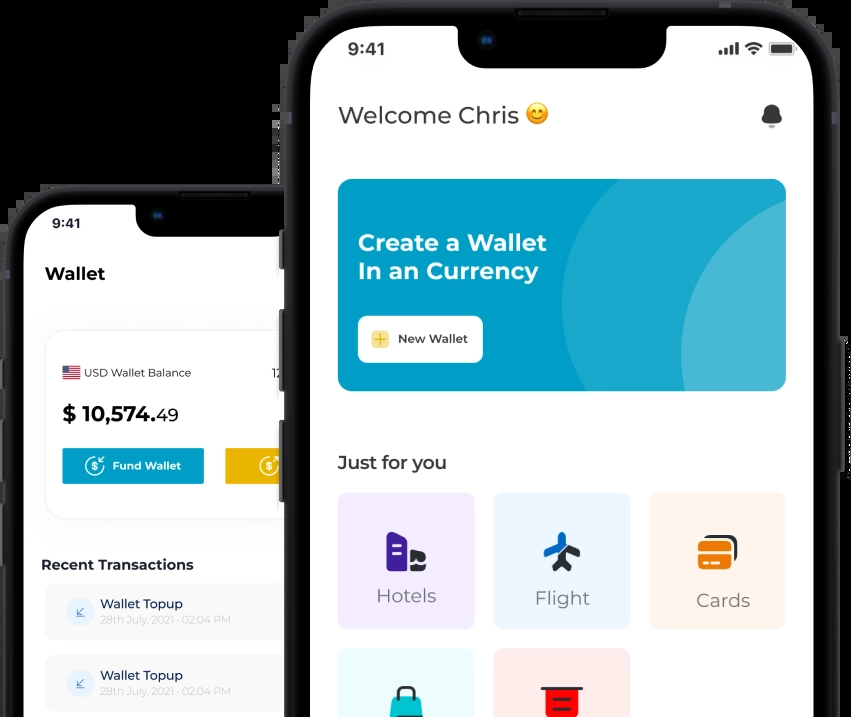 9:41
Wallet
USD Wallet Balance
$ 10,574.49
Fund Wallet
Recent Transactions
Wallet Topup
28th July, 2021 - 02:04 PM
Wallet Topup
28th July, 2021 - 02:04 PM
9:41
Welcome Chris 😊
Create a Wallet
In an Currency
New Wallet
Just for you
Hotels
Flight
Cards